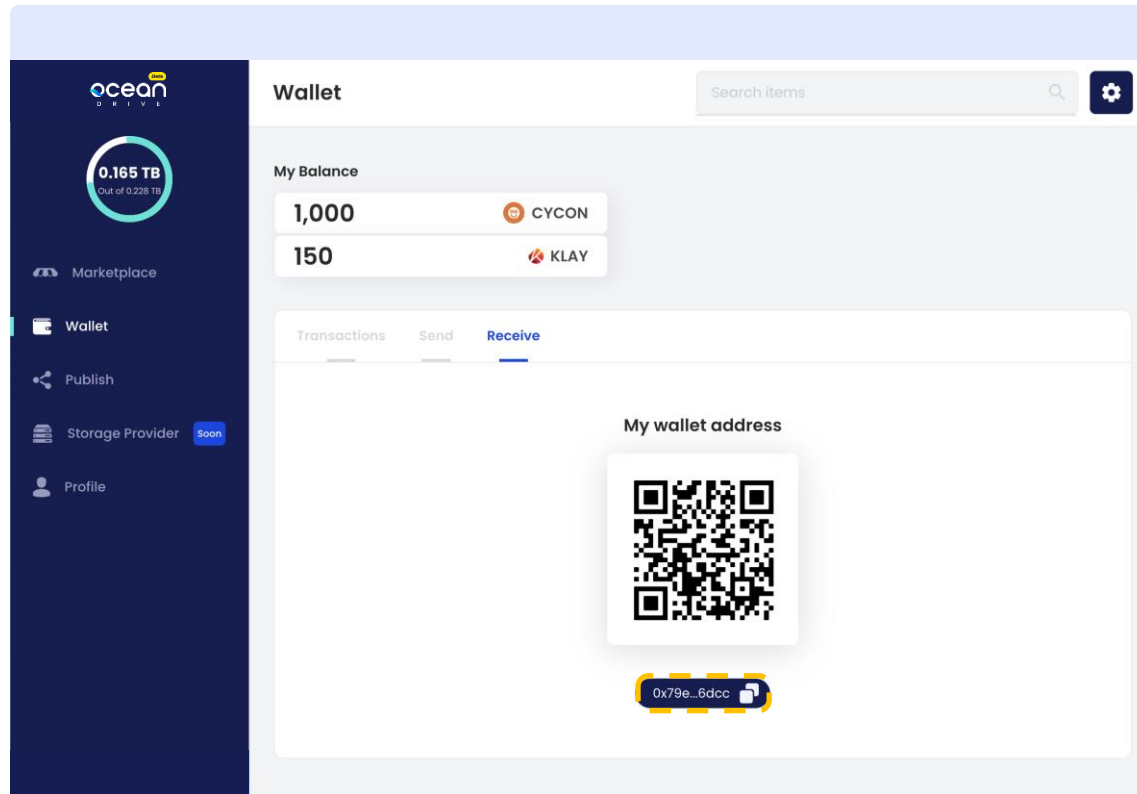 ocean Beta
DRIVE
0.165 TB
Out of 0.228 TB
Marketplace
Wallet
Publish
Storage Provider Soon
Profile
Wallet
Search items
My Balance
1,000 CYCON
150 KLAY
Transactions Send Receive
My wallet address
0x79e...6dcc